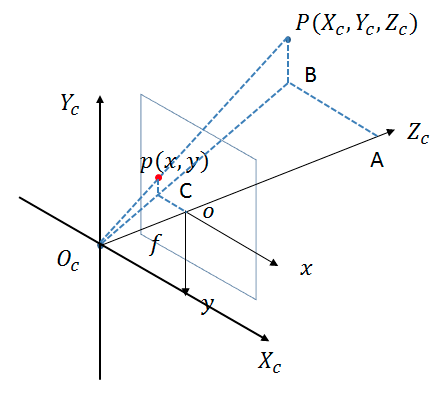 P(X_c, Y_c, Z_c)
B
Y_c
Z_c
p(x, y)
A
C
o
f
O_c
x
y
X_c